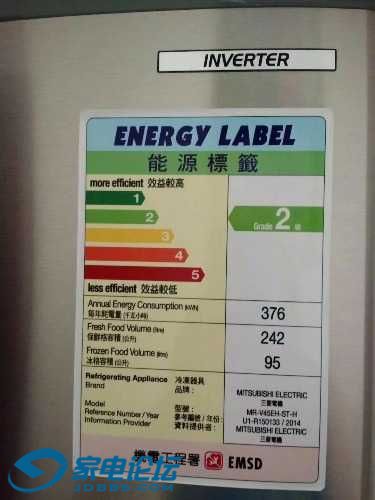 INVERTER
ENERGY LABEL
能源標籤
more efficient 效益較高
1
2
Grade 2 級
3
4
5
less efficient 效益較低
Annual Energy Consumption (kWh) 376
每年耗電量 (千瓦小時)
Fresh Food Volume (litre) 242
保鮮格容積 (公升)
Frozen Food Volume (litre) 95
冰格容積 (公升)
Refrigerating Appliance 冷凍器具
Brand 品牌: MITSUBISHI ELECTRIC
三菱電機
Model 型號: MR-V45EH-ST-H
Reference Number / Year 參考編號 / 年份: U1-R150133 / 2014
Information Provider 資料提供者: MITSUBISHI ELECTRIC
三菱電機
機電工程署 EMSD
家电论坛
JDBBS.COM